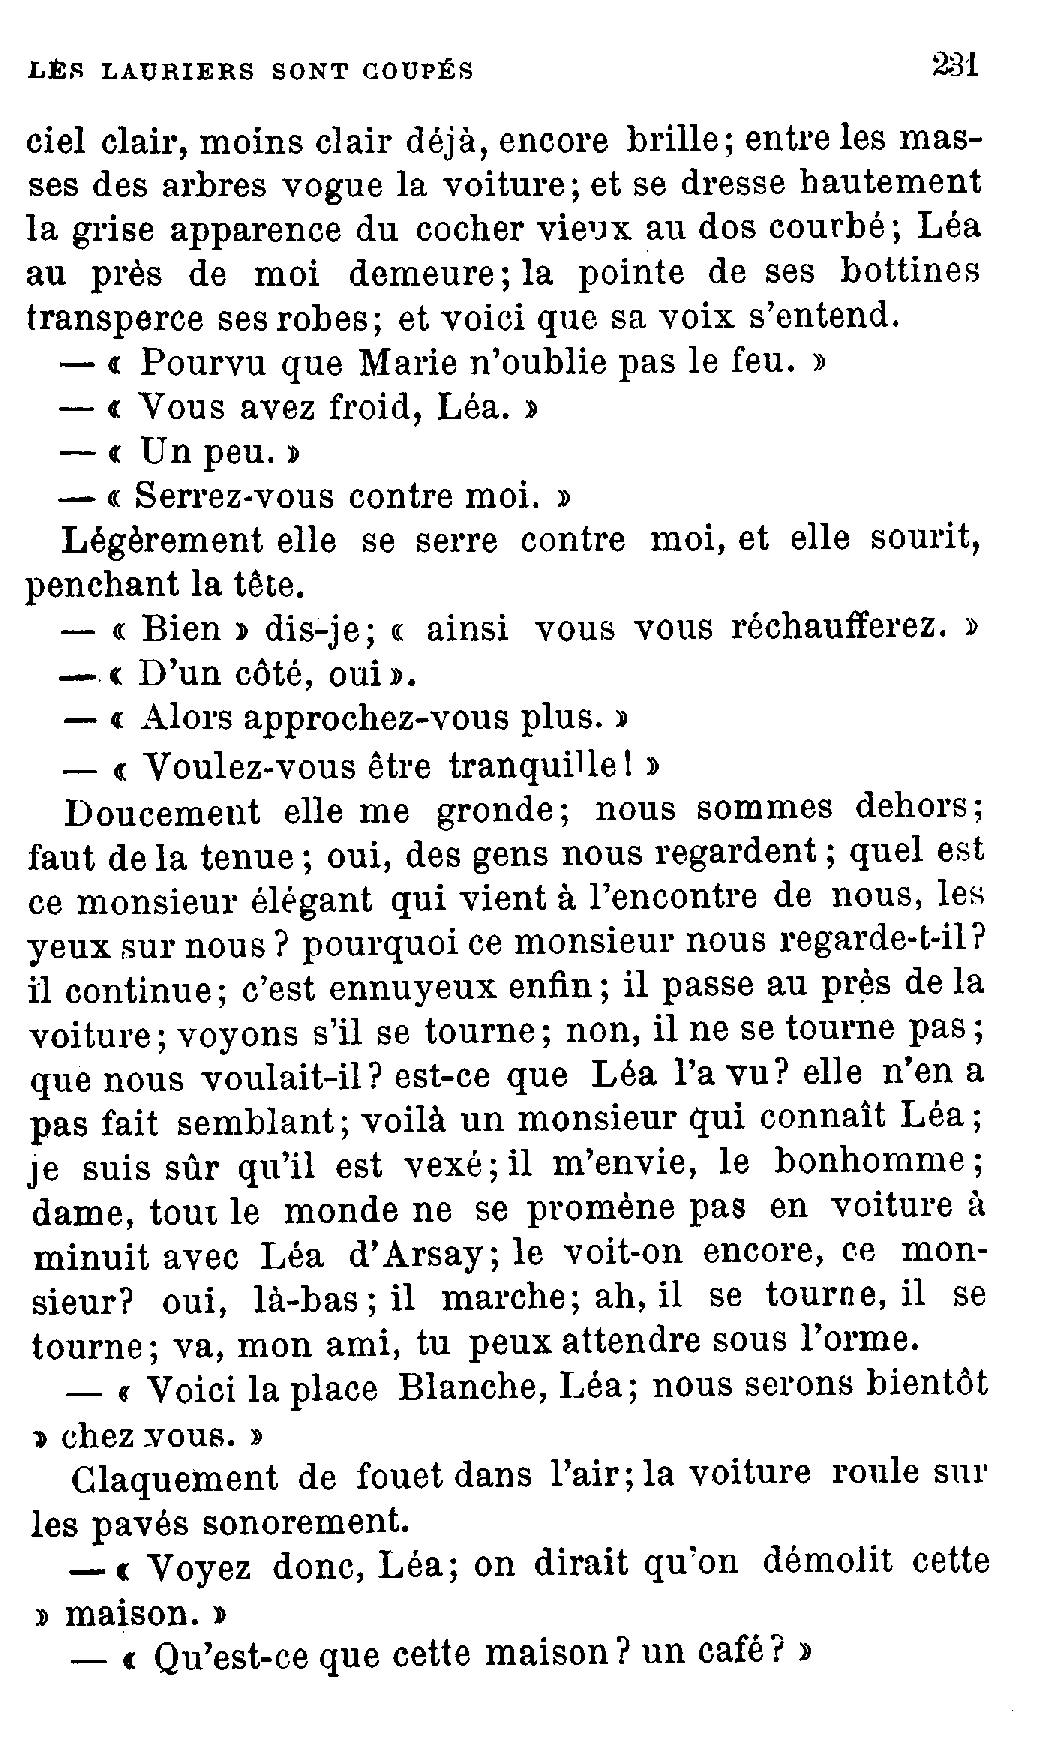 LES LAURIERS SONT COUPÉS 231
ciel clair, moins clair déjà, encore brille; entre les mas-
ses des arbres vogue la voiture; et se dresse hautement
la grise apparence du cocher vieux au dos courbé; Léa
au près de moi demeure; la pointe de ses bottines
transperce ses robes; et voici que sa voix s'entend.
— « Pourvu que Marie n'oublie pas le feu. »
— « Vous avez froid, Léa. »
— « Un peu. »
— « Serrez-vous contre moi. »
Légèrement elle se serre contre moi, et elle sourit,
penchant la tête.
— « Bien » dis-je; « ainsi vous vous réchaufferez. »
— « D'un côté, oui ».
— « Alors approchez-vous plus. »
— « Voulez-vous être tranquille! »
Doucement elle me gronde; nous sommes dehors;
faut de la tenue; oui, des gens nous regardent; quel est
ce monsieur élégant qui vient à l'encontre de nous, les
yeux sur nous? pourquoi ce monsieur nous regarde-t-il?
il continue; c'est ennuyeux enfin; il passe au près de la
voiture; voyons s'il se tourne; non, il ne se tourne pas;
que nous voulait-il? est-ce que Léa l'a vu? elle n'en a
pas fait semblant; voilà un monsieur qui connaît Léa;
je suis sûr qu'il est vexé; il m'envie, le bonhomme;
dame, tout le monde ne se promène pas en voiture à
minuit avec Léa d'Arsay; le voit-on encore, ce mon-
sieur? oui, là-bas; il marche; ah, il se tourne, il se
tourne; va, mon ami, tu peux attendre sous l'orme.
— « Voici la place Blanche, Léa; nous serons bientôt
» chez vous. »
Claquement de fouet dans l'air; la voiture roule sur
les pavés sonorement.
— « Voyez donc, Léa; on dirait qu'on démolit cette
» maison. »
— « Qu'est-ce que cette maison? un café? »